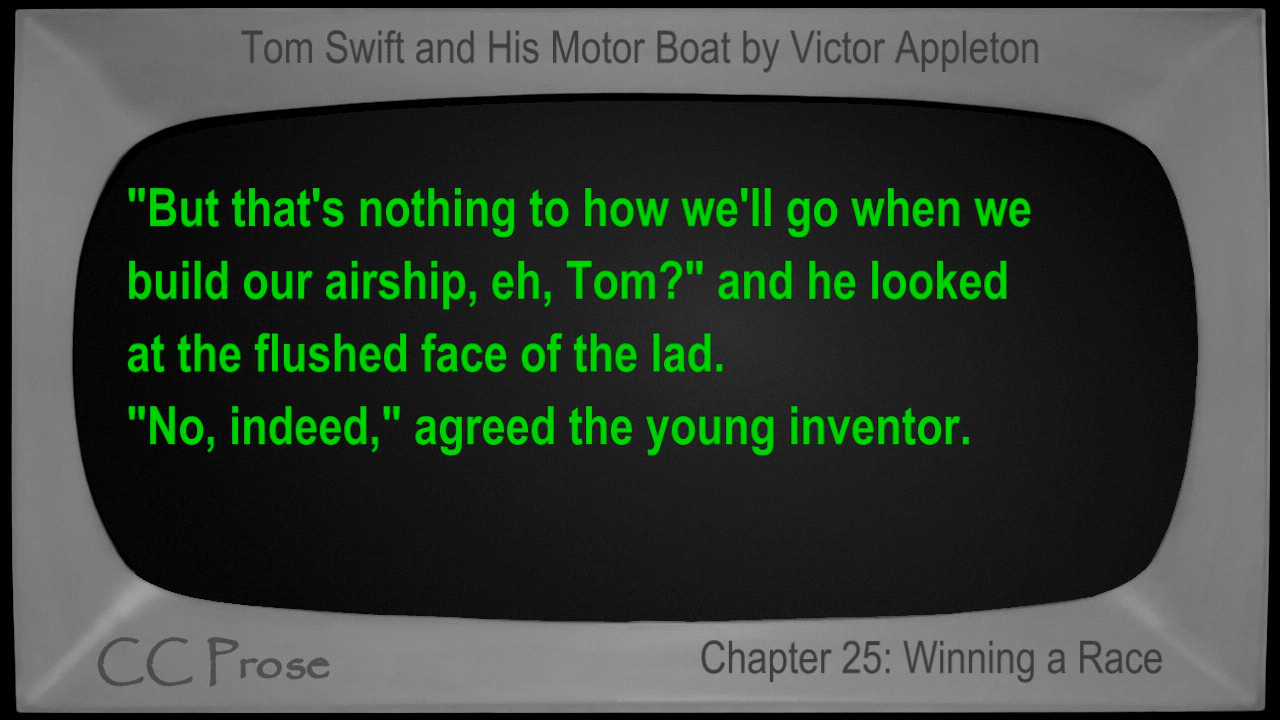 Tom Swift and His Motor Boat by Victor Appleton
"But that's nothing to how we'll go when we
build our airship, eh, Tom?" and he looked
at the flushed face of the lad.
"No, indeed," agreed the young inventor.
CC Prose
Chapter 25: Winning a Race